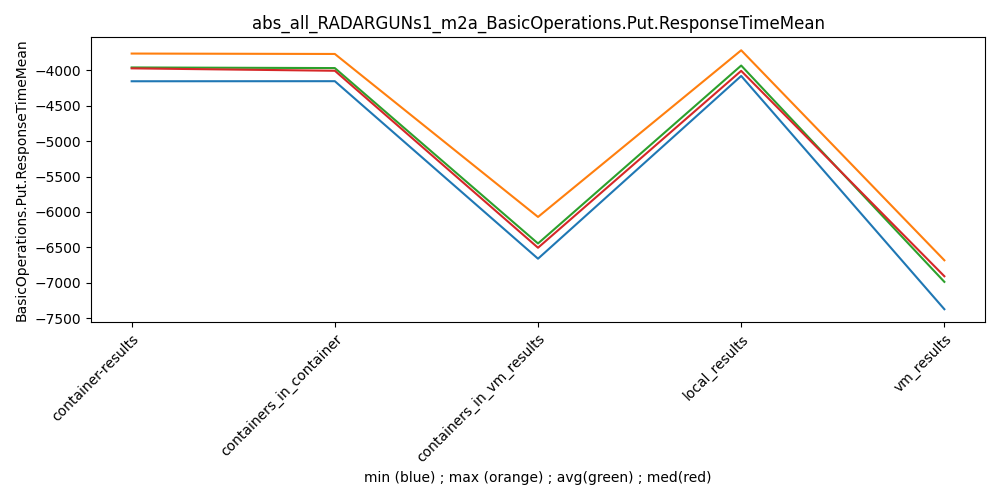 abs_all_RADARGUNs1_m2a_BasicOperations.Put.ResponseTimeMean
BasicOperations.Put.ResponseTimeMean
−4000
−4500
−5000
−5500
−6000
−6500
−7000
−7500
container-results
containers_in_container
containers_in_vm_results
local_results
vm_results
min (blue) ; max (orange) ; avg(green) ; med(red)